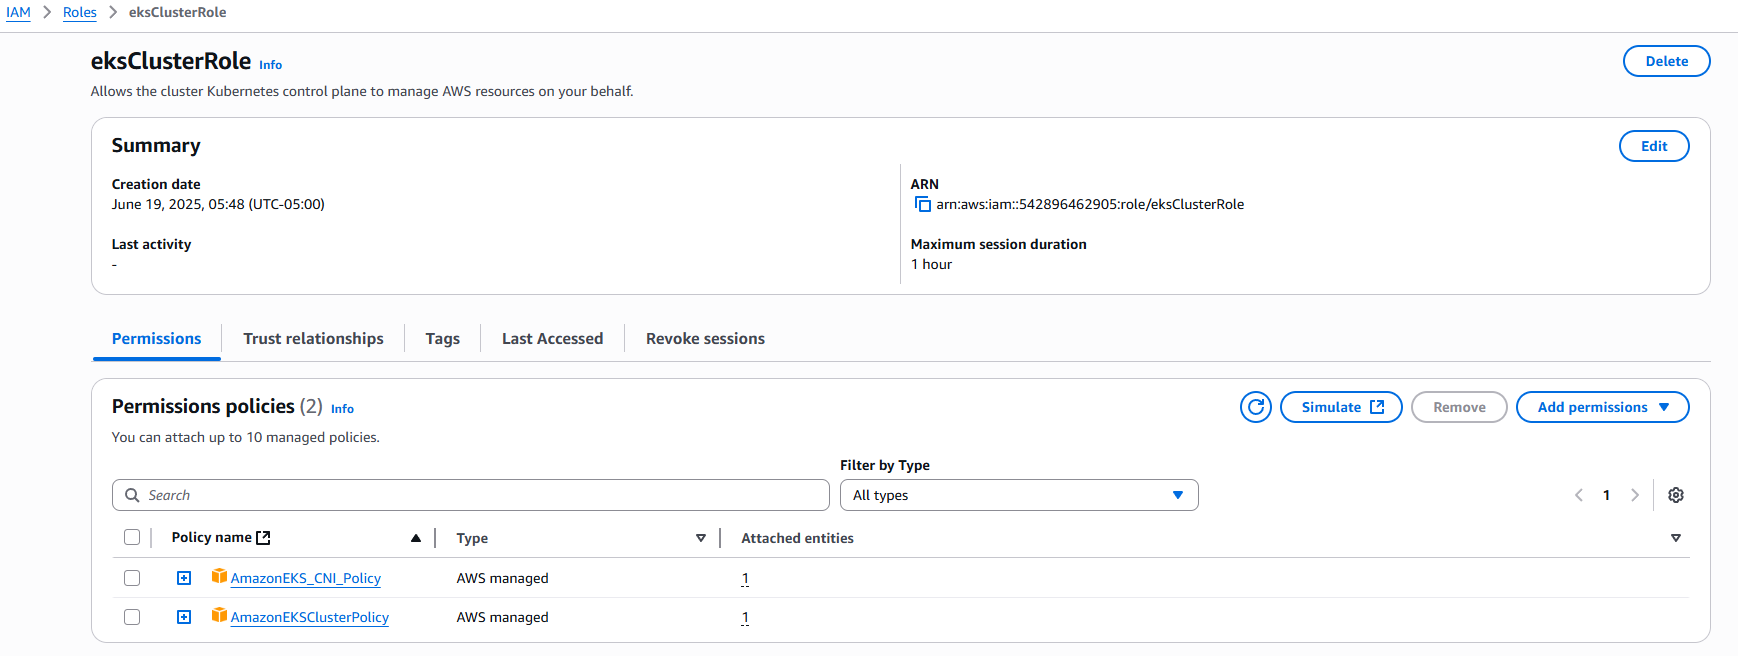 IAM > Roles > eksClusterRole
eksClusterRole Info
Delete
Allows the cluster Kubernetes control plane to manage AWS resources on your behalf.
Summary
Edit
Creation date
June 19, 2025, 05:48 (UTC-05:00)
ARN
arn:aws:iam::542896462905:role/eksClusterRole
Last activity
-
Maximum session duration
1 hour
Permissions Trust relationships Tags Last Accessed Revoke sessions
Permissions policies (2) Info
Simulate Remove Add permissions
You can attach up to 10 managed policies.
Filter by Type
Search All types 1
Policy name Type Attached entities
AmazonEKS_CNI_Policy AWS managed 1
AmazonEKSClusterPolicy AWS managed 1